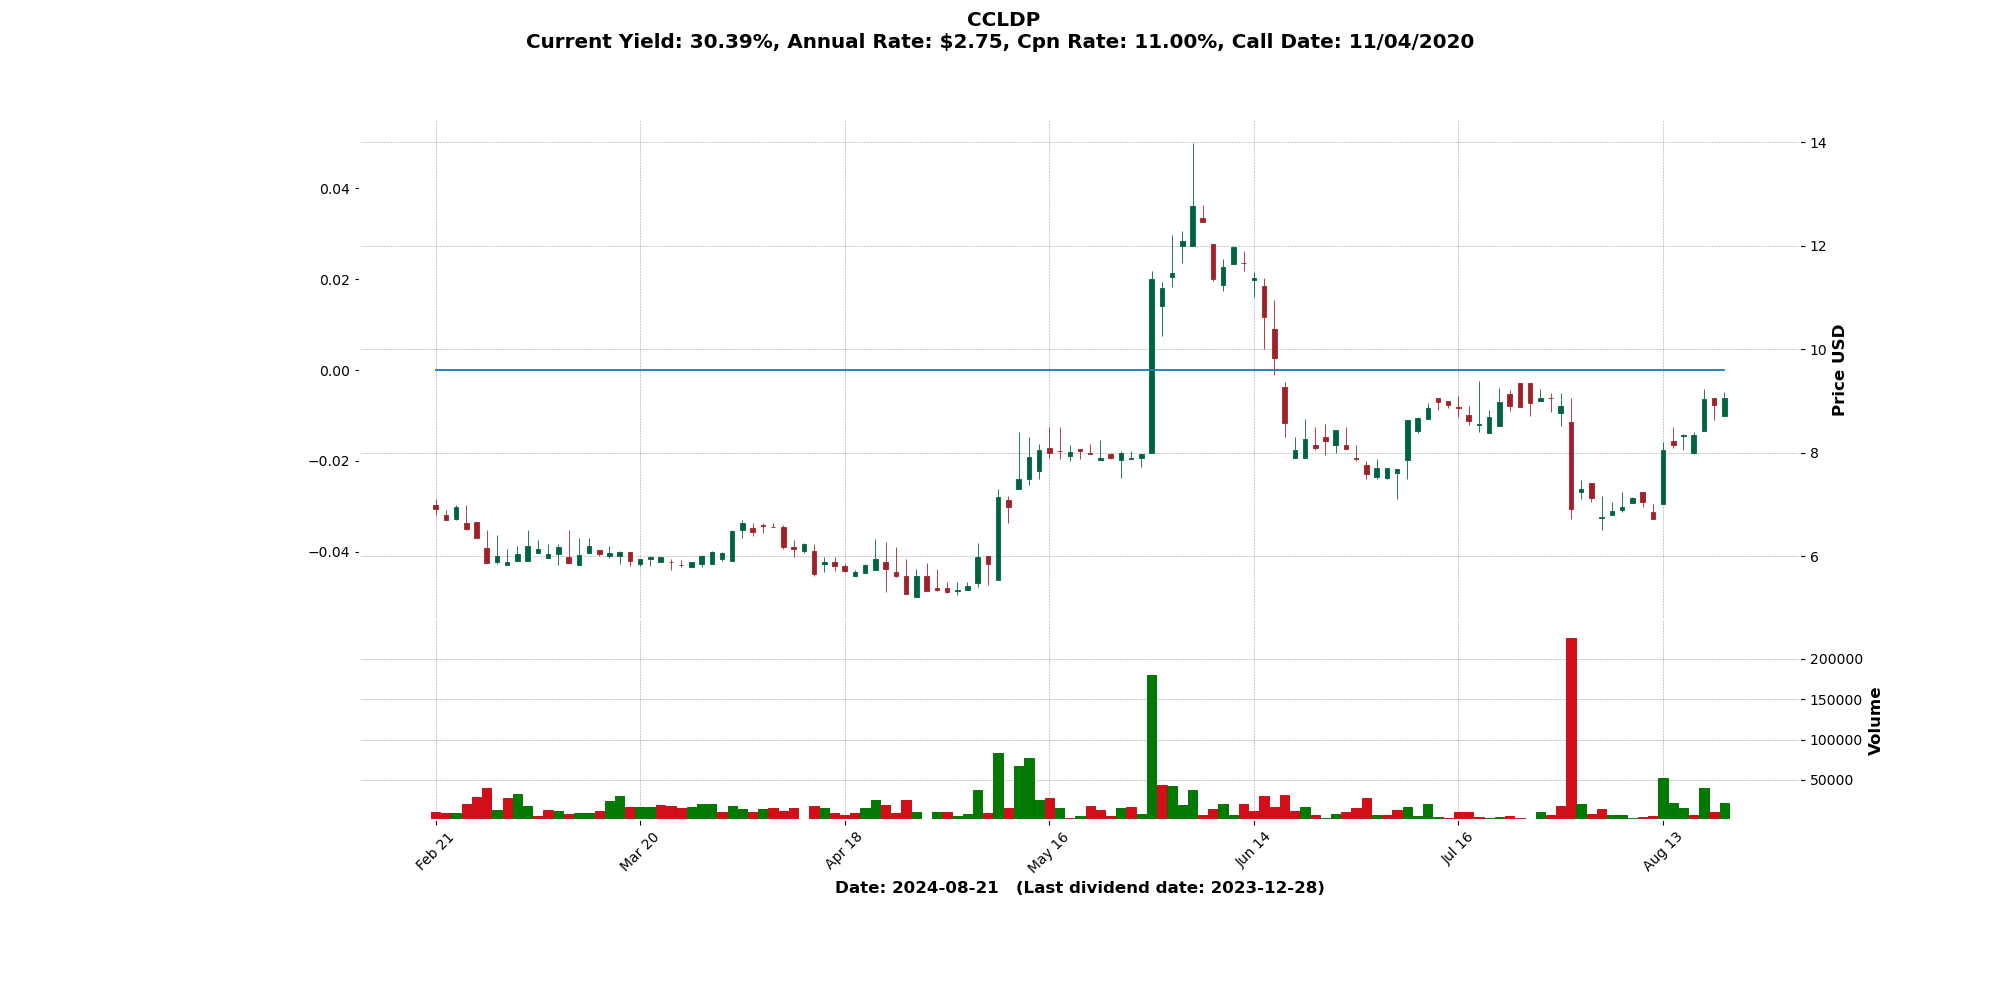 CCLDP
Current Yield: 30.39%, Annual Rate: $2.75, Cpn Rate: 11.00%, Call Date: 11/04/2020
0.04
0.02
0.00
−0.02
−0.04
14
12
10
8
6
Price USD
200000
150000
100000
50000
Volume
Feb 21
Mar 20
Apr 18
May 16
Jun 14
Jul 16
Aug 13
Date: 2024-08-21 (Last dividend date: 2023-12-28)